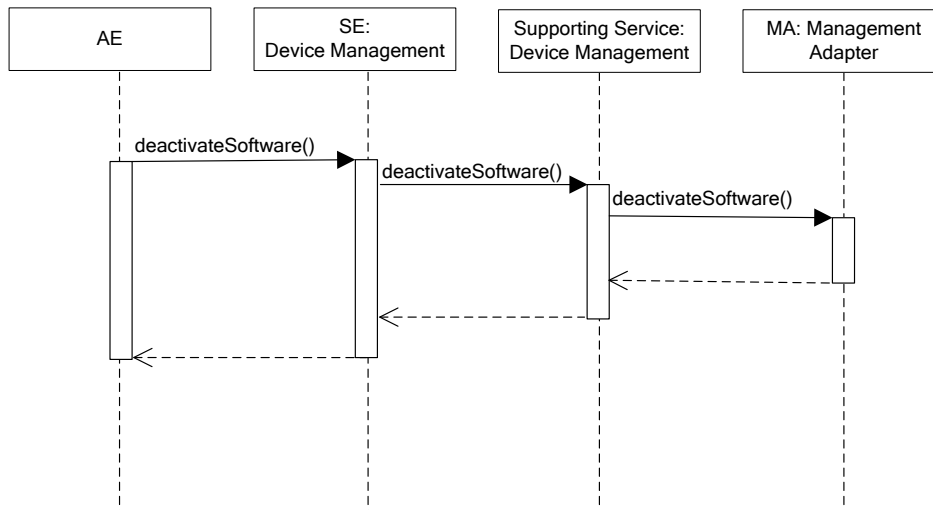 AE
SE:
Device Management
Supporting Service:
Device Management
MA: Management
Adapter
deactivateSoftware()
deactivateSoftware()
deactivateSoftware()